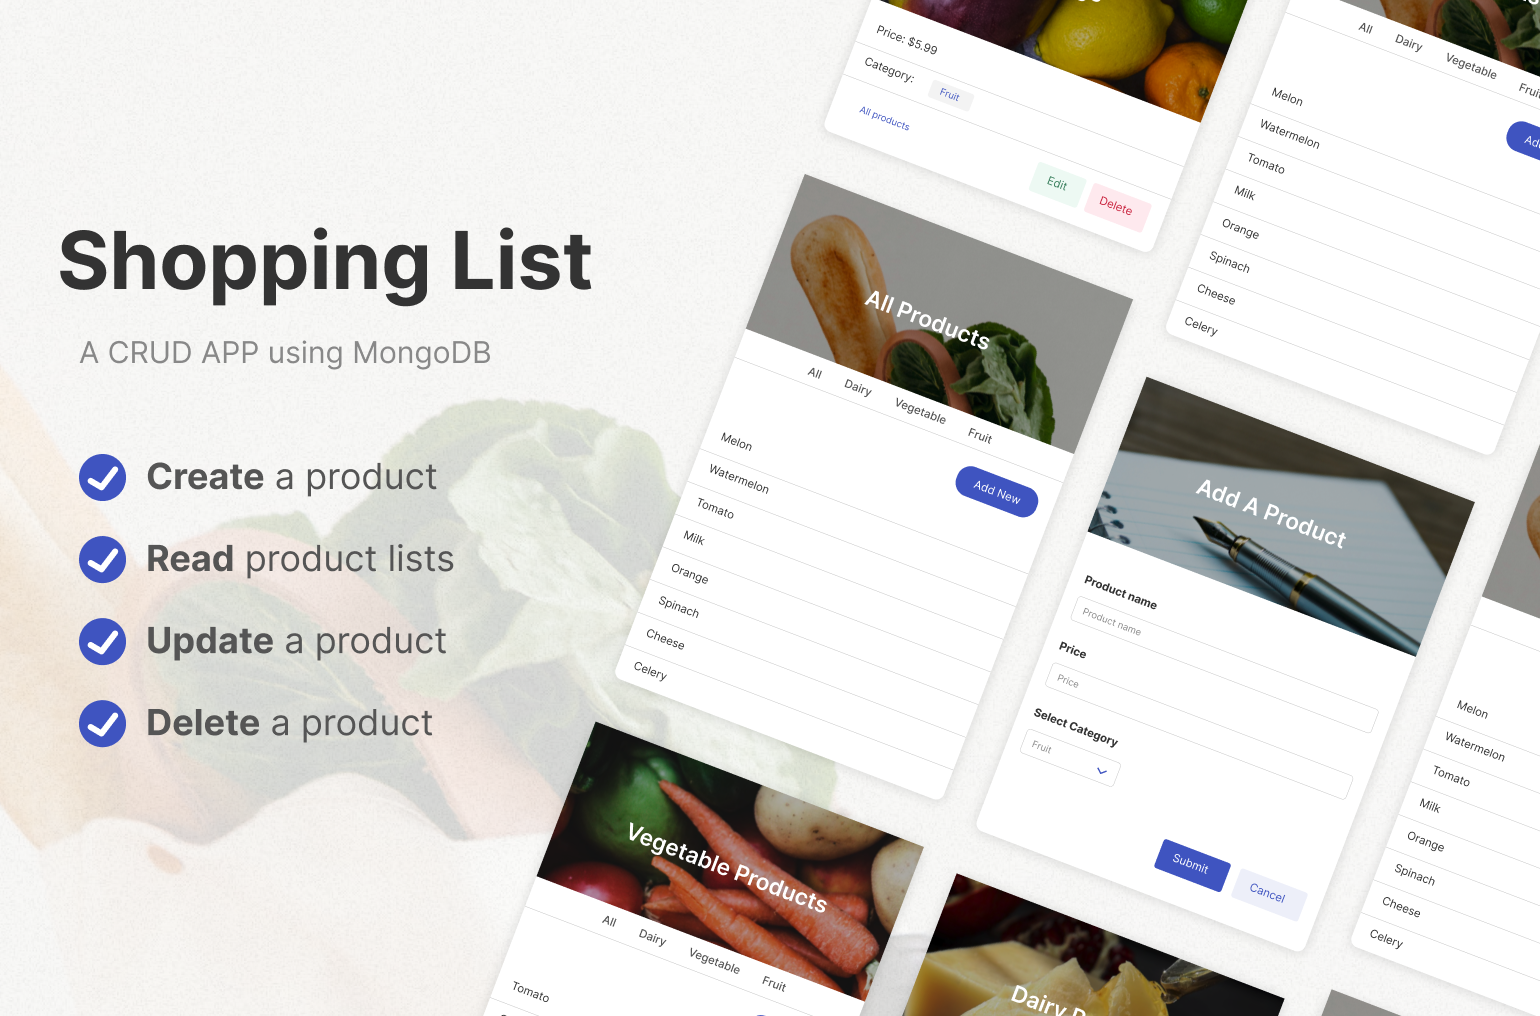 Shopping List
A CRUD APP using MongoDB
Create a product
Read product lists
Update a product
Delete a product
Price: $5.99
Category: Fruit
All products
Edit
Delete
All Dairy Vegetable
Melon
Watermelon
Tomato
Milk
Orange
Spinach
Cheese
Celery
All Products
All Dairy Vegetable Fruit
Add New
Melon
Watermelon
Tomato
Milk
Orange
Spinach
Cheese
Celery
Add A Product
Product name
Product name
Price
Price
Select Category
Fruit
Submit
Cancel
Melon
Watermelon
Tomato
Milk
Orange
Spinach
Cheese
Celery
Vegetable Products
All Dairy Vegetable Fruit
Tomato
Dairy